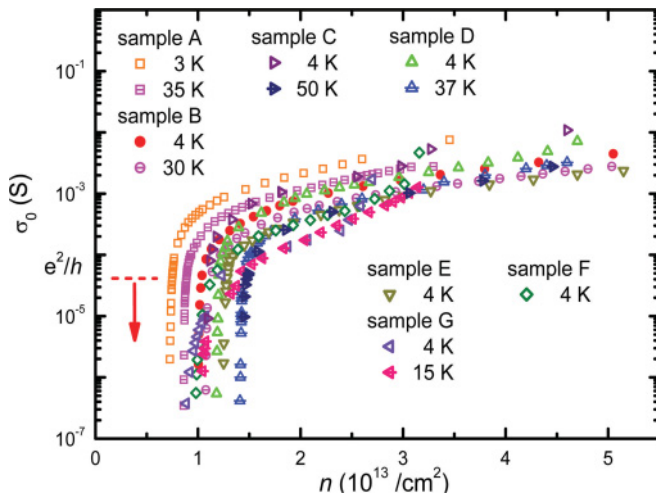 sample A
3 K
35 K
sample B
4 K
30 K
sample C
4 K
50 K
sample D
4 K
37 K
sample E
4 K
sample F
4 K
sample G
4 K
15 K
σ₀ (S)
10⁻¹
10⁻³
e²/h
10⁻⁵
10⁻⁷
0 1 2 3 4 5
n (10¹³ /cm²)